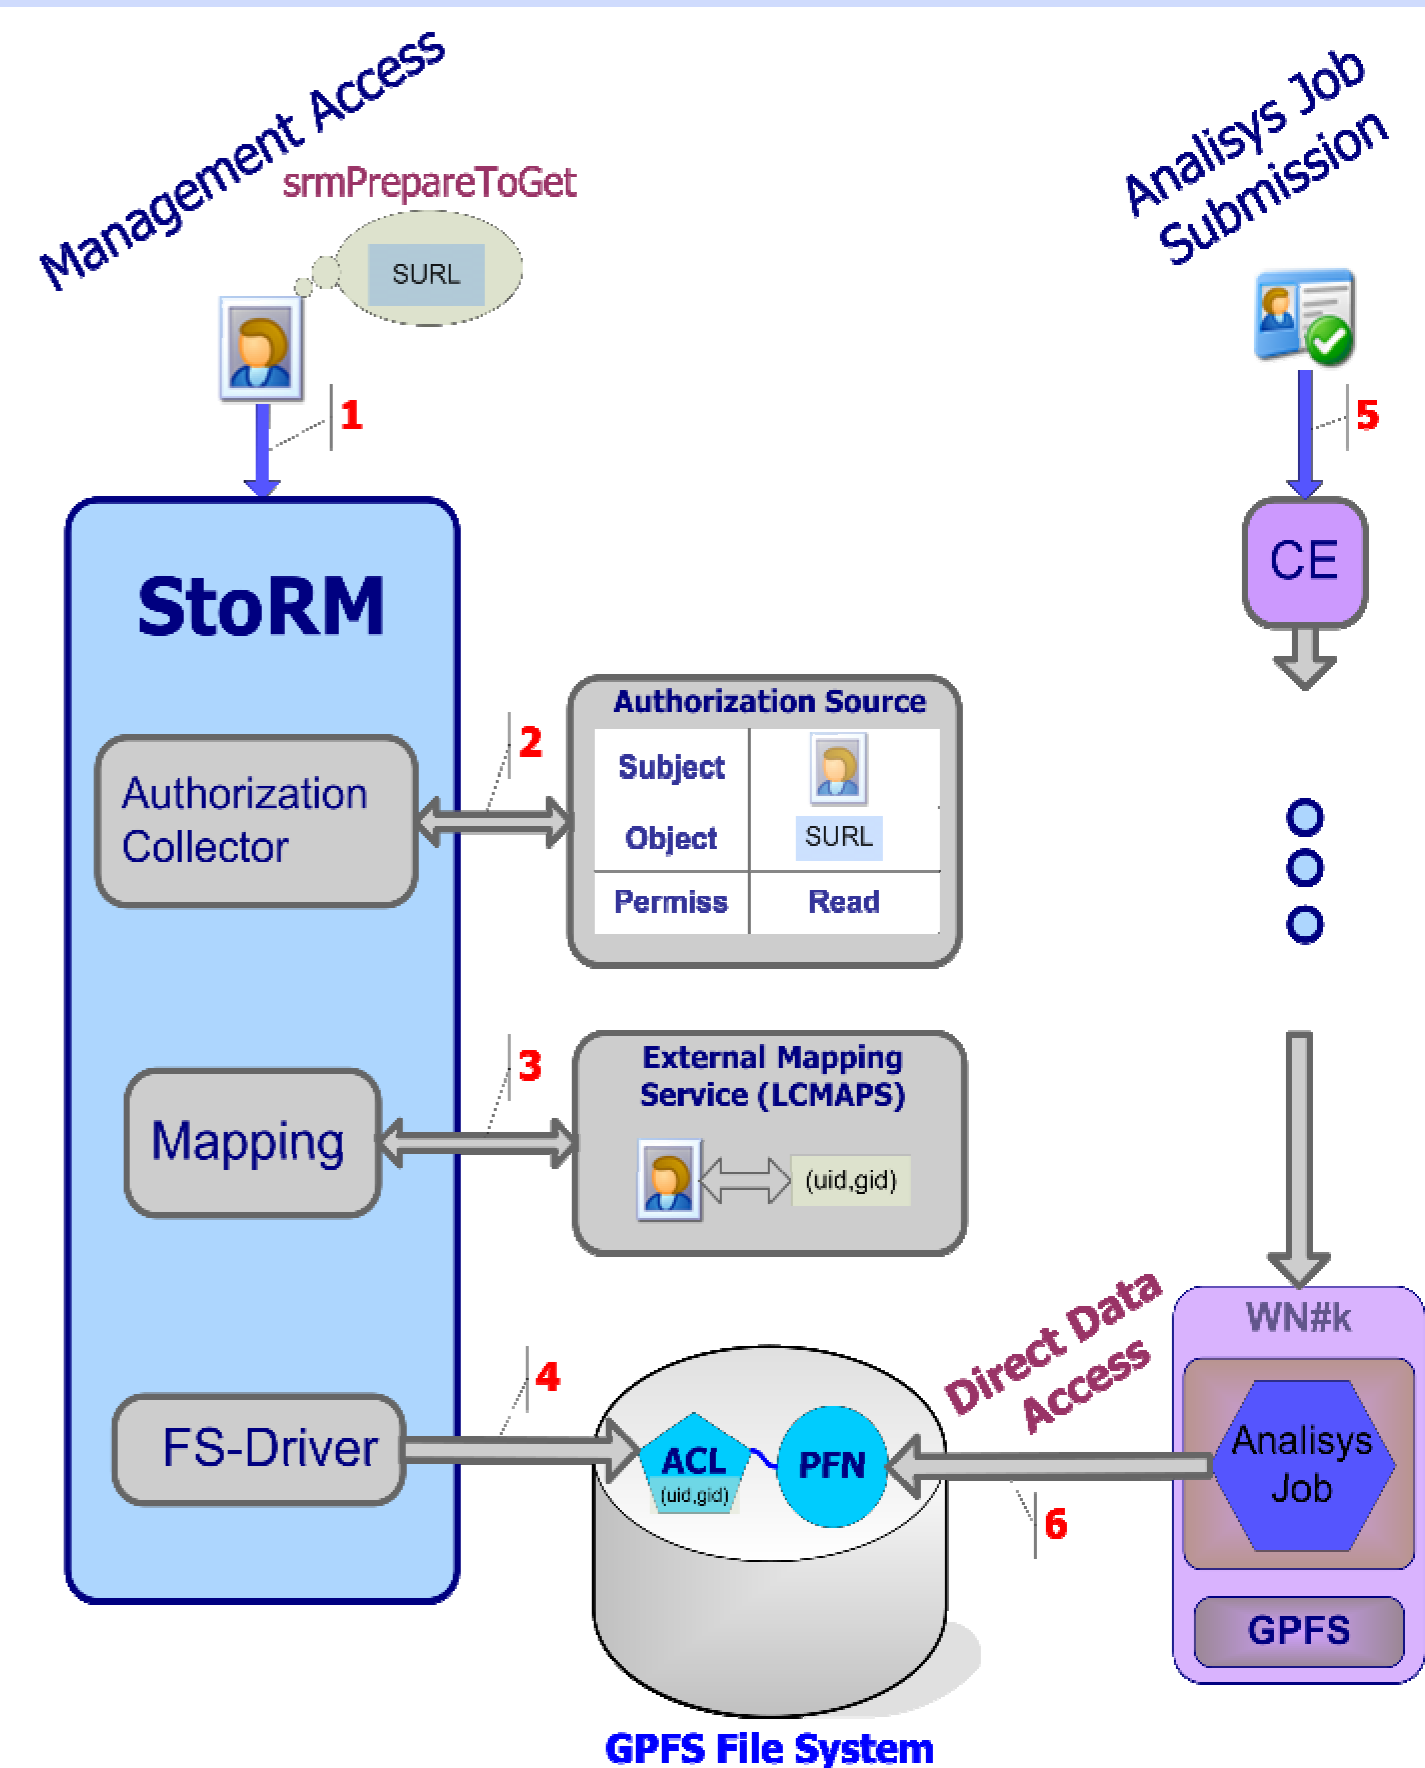 Management Access
srmPrepareToGet
SURL
1
Analisys Job
Submission
5
CE
StoRM
Authorization
Collector
2
Authorization Source
Subject
Object
SURL
Permiss
Read
Mapping
3
External Mapping
Service (LCMAPS)
(uid,gid)
FS-Driver
4
ACL
(uid,gid)
PFN
Direct Data
Access
6
WN#k
Analisys
Job
GPFS
GPFS File System